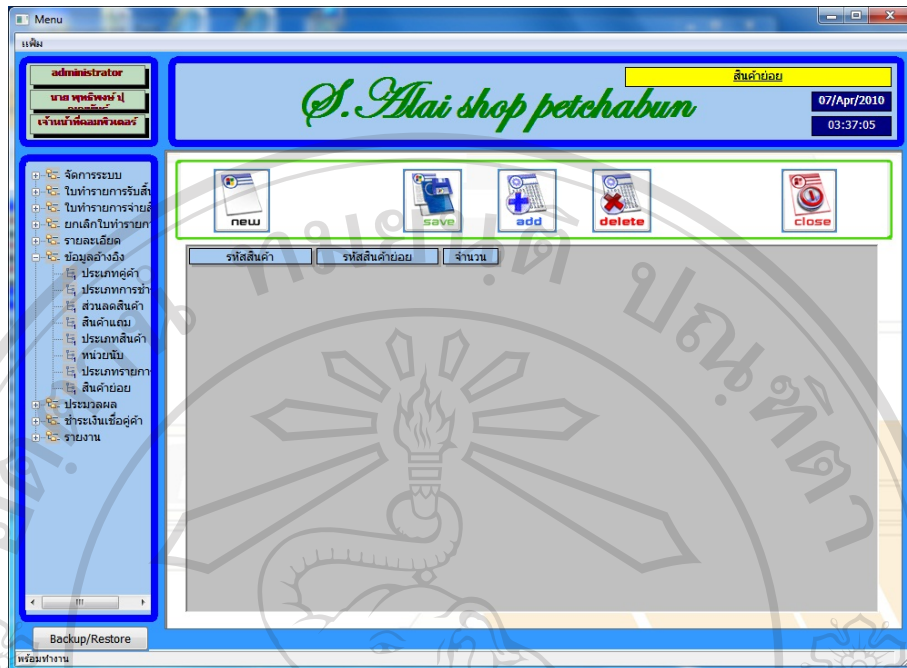 Menu
แฟ้ม
administrator
นาย พุทธิพงษ์ ปุ
เจ้าหน้าที่คอมพิวเตอร์
S. Alai shop petchabun
สินค้าย่อย
07/Apr/2010
03:37:05
จัดการระบบ
ใบทำรายการรับสิ
ใบทำรายการจ่ายส
ยกเลิกใบทำรายก
รายละเอียด
ข้อมูลอ้างอิง
ประเภทคู่ค้า
ประเภทการชำ
ส่วนลดสินค้า
สินค้าแถม
ประเภทสินค้า
หน่วยนับ
ประเภทรายกา
สินค้าย่อย
ประมวลผล
ชำระเงินเชื่อคู่ค้า
รายงาน
new
save
add
delete
close
รหัสสินค้า
รหัสสินค้าย่อย
จำนวน
Backup/Restore
พร้อมทำงาน